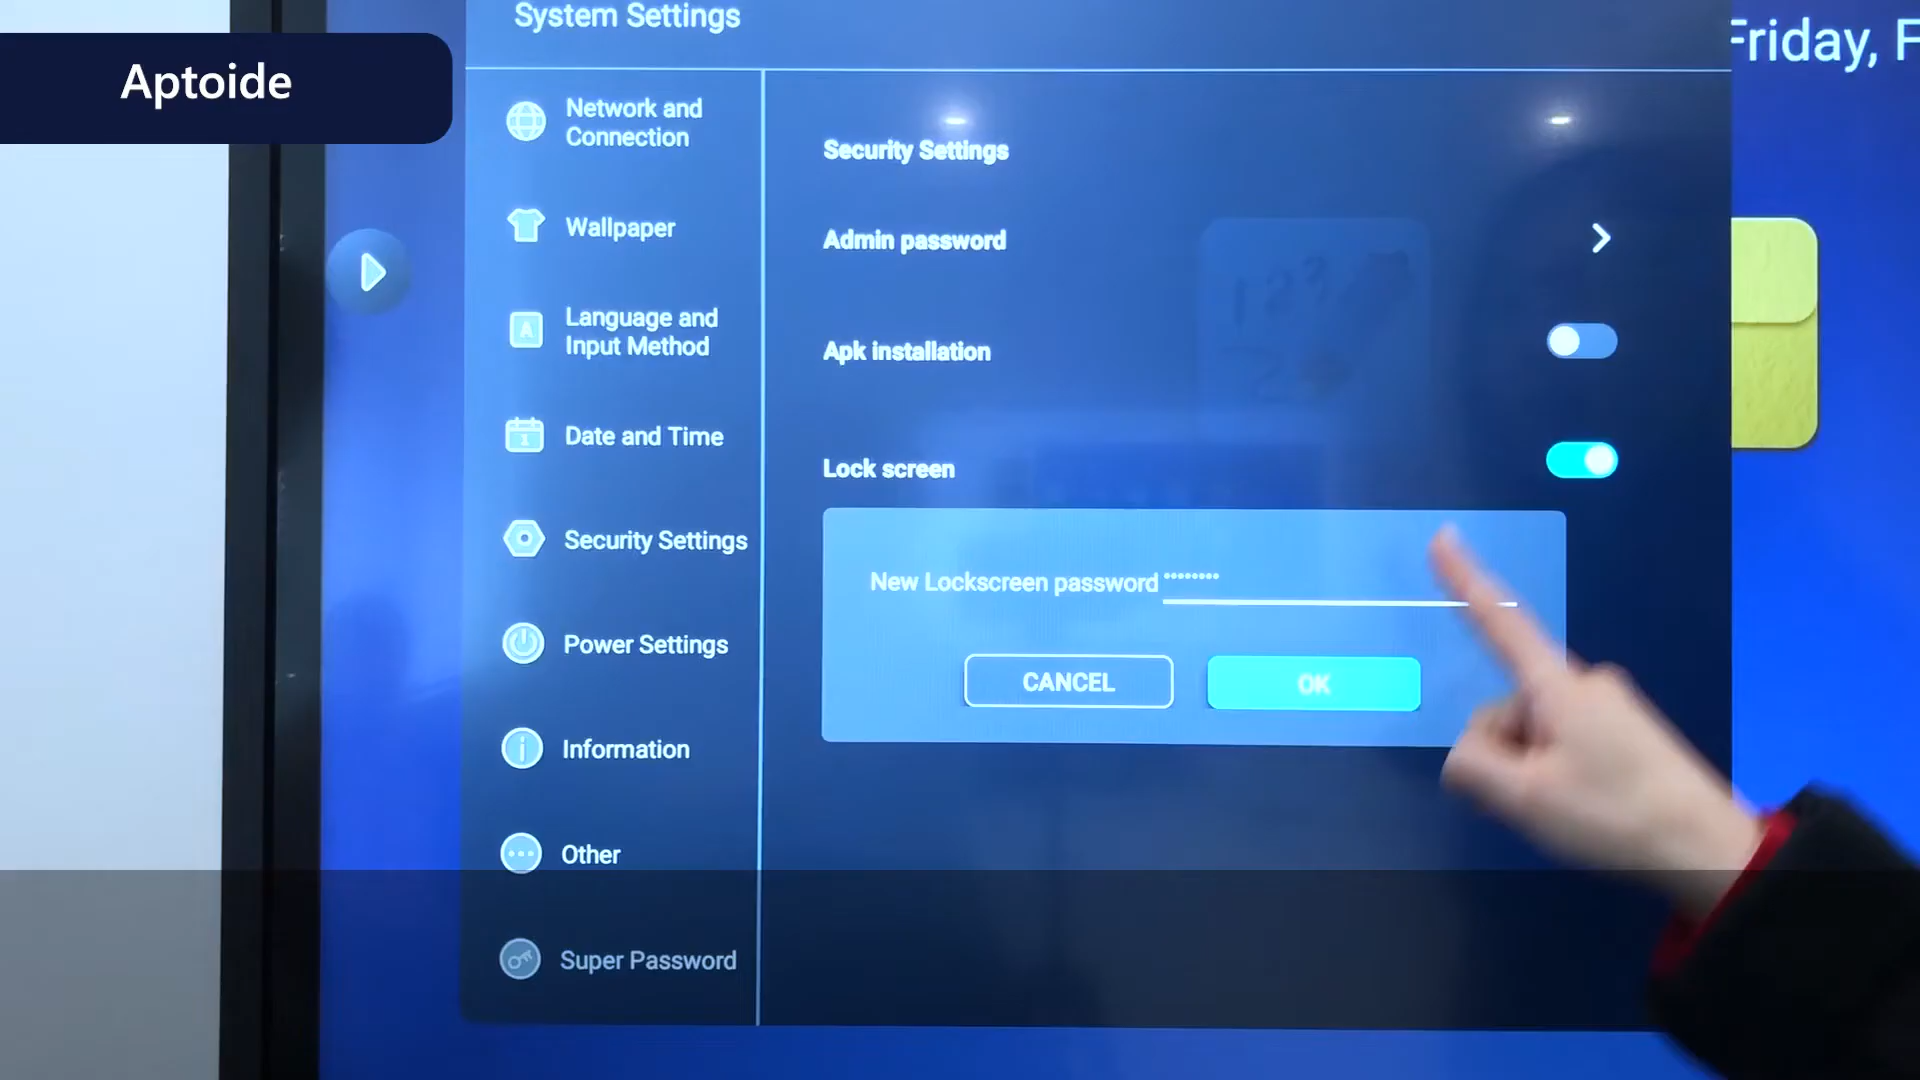 System Settings
Friday, F
Aptoide
Network and
Connection
Wallpaper
Language and
Input Method
Date and Time
Security Settings
Power Settings
Information
Other
Super Password
Security Settings
Admin password
Apk installation
Lock screen
New Lockscreen password ••••••••
CANCEL
OK